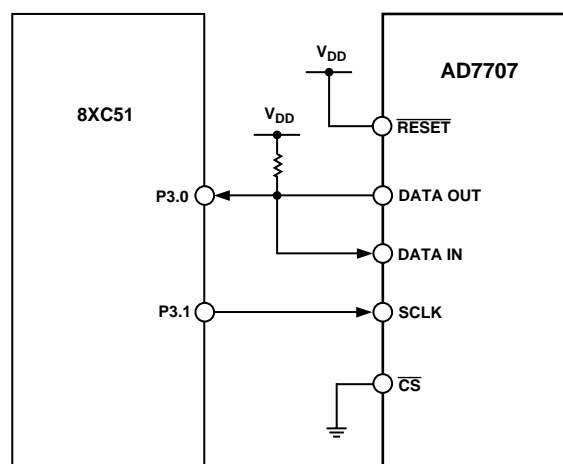 V_DD
AD7707
8XC51
V_DD
RESET
P3.0
DATA OUT
DATA IN
P3.1
SCLK
CS